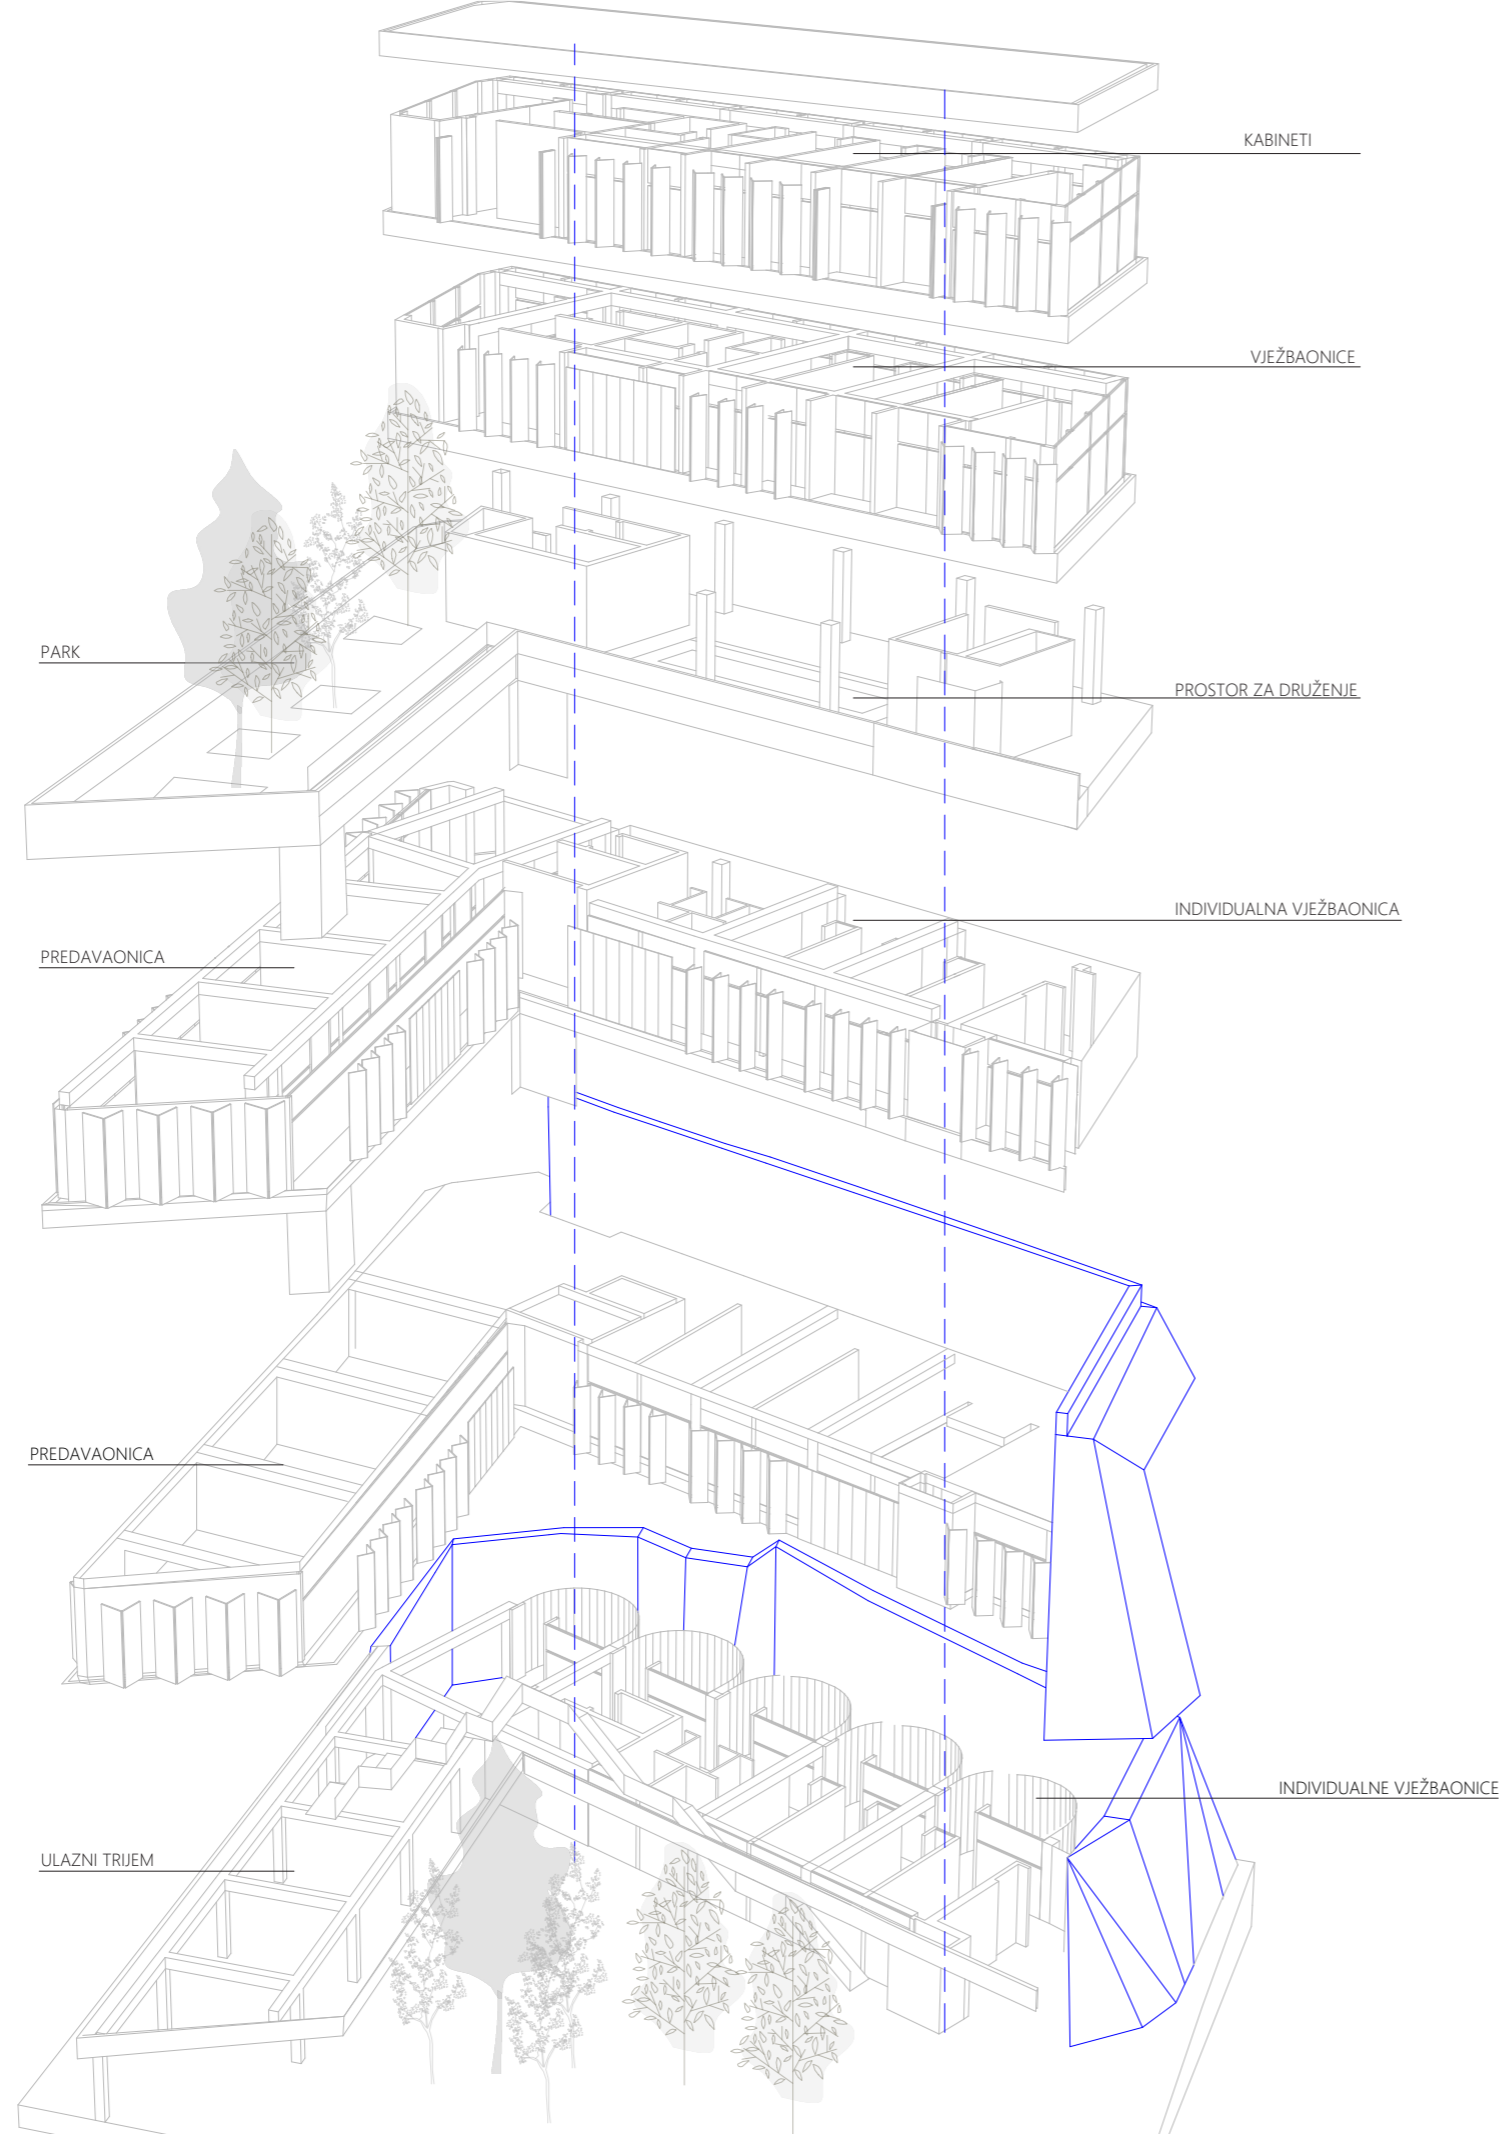 KABINETI
VJEŽBAONICE
PARK
PROSTOR ZA DRUŽENJE
INDIVIDUALNA VJEŽBAONICA
PREDAVAONICA
PREDAVAONICA
INDIVIDUALNE VJEŽBAONICE
ULAZNI TRIJEM